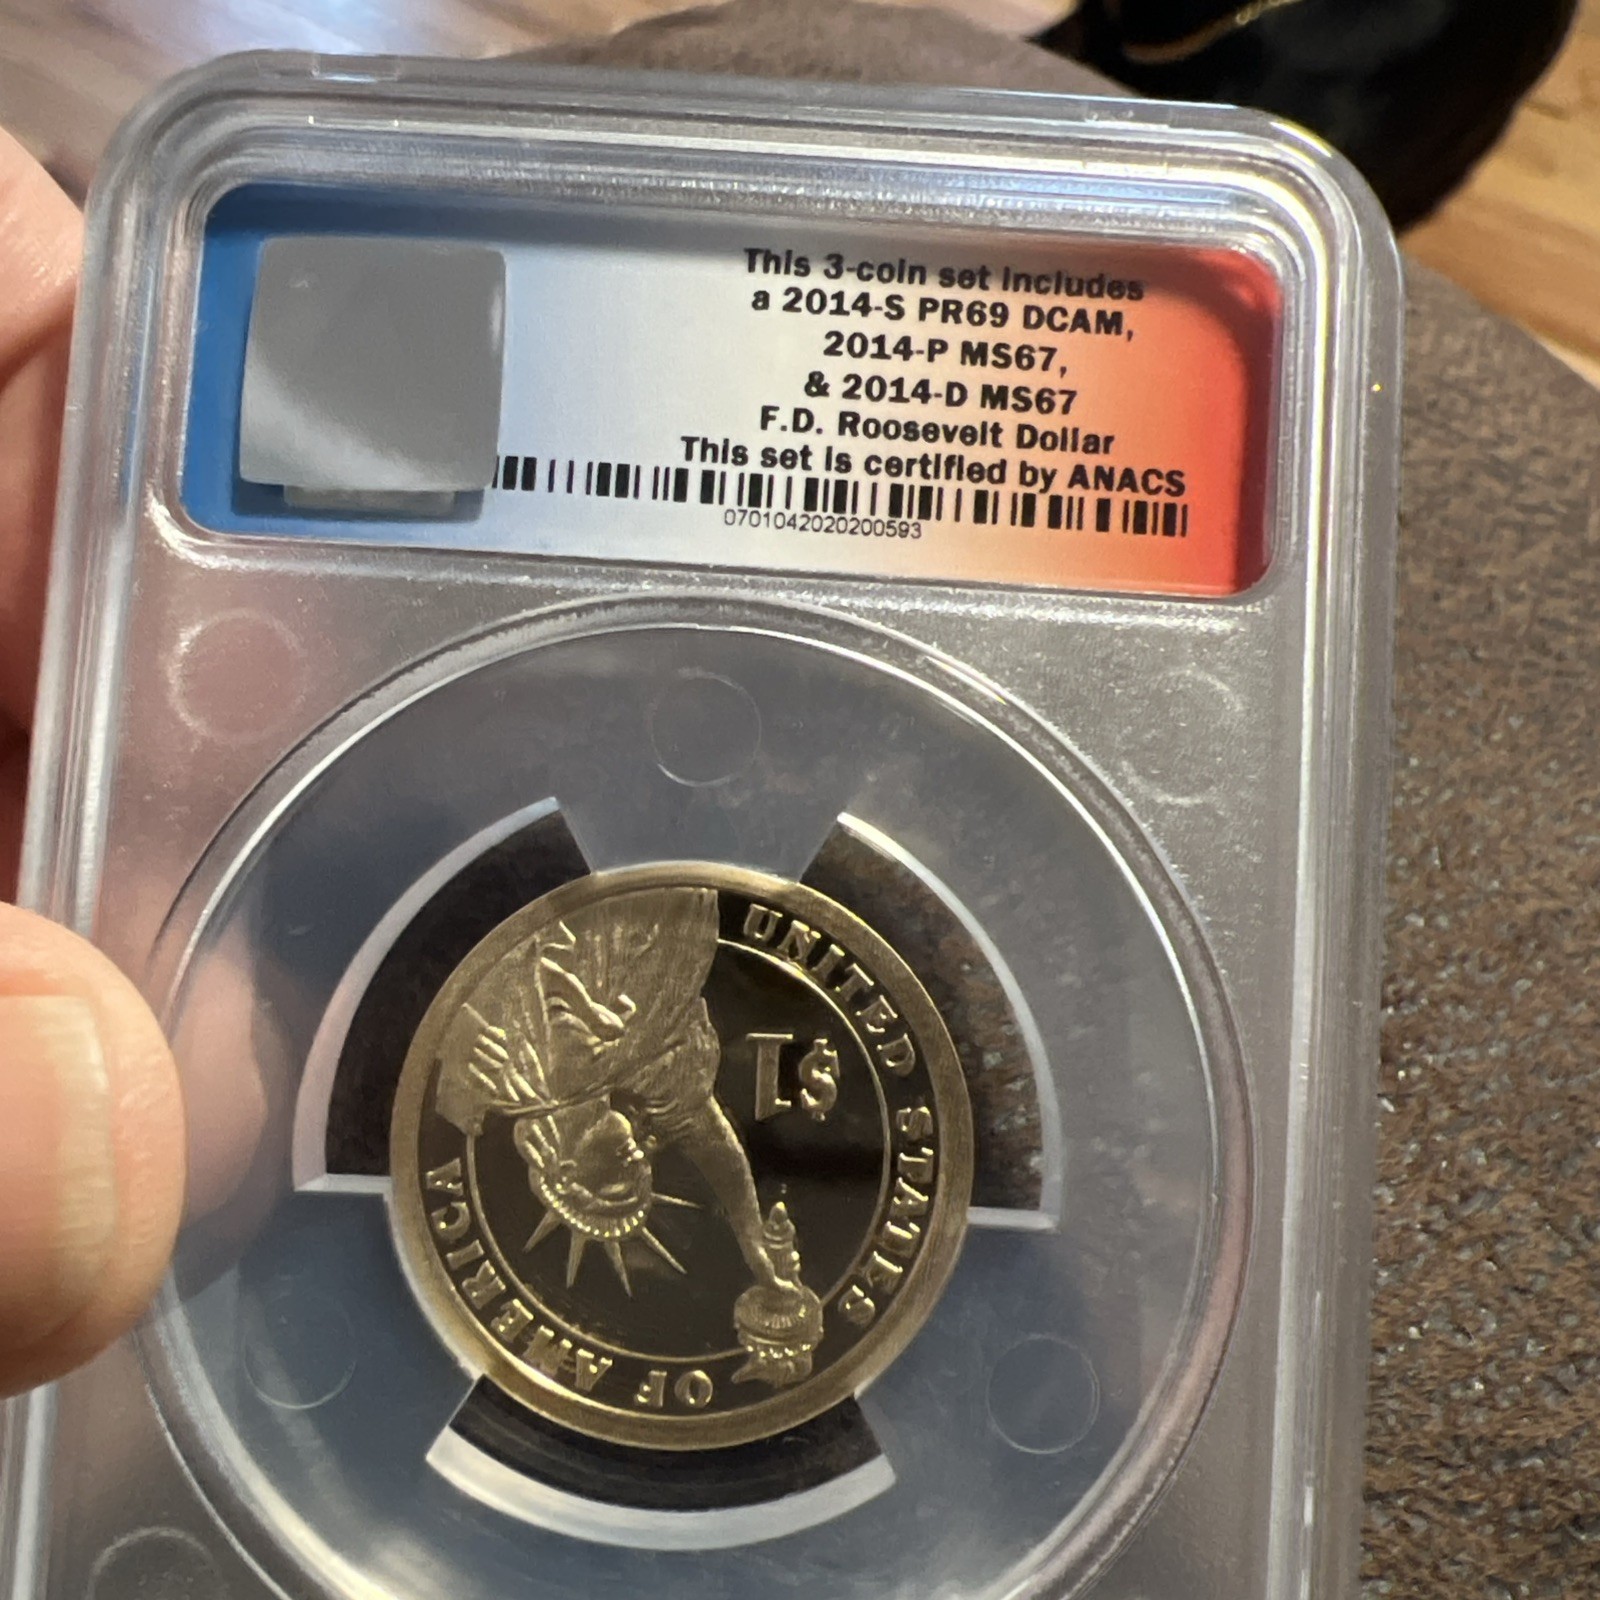 This 3-coin set includes
a 2014-S PR69 DCAM,
2014-P MS67,
& 2014-D MS67
F.D. Roosevelt Dollar
This set is certified by ANACS
0701042020200593
UNITED STATES OF AMERICA
$1